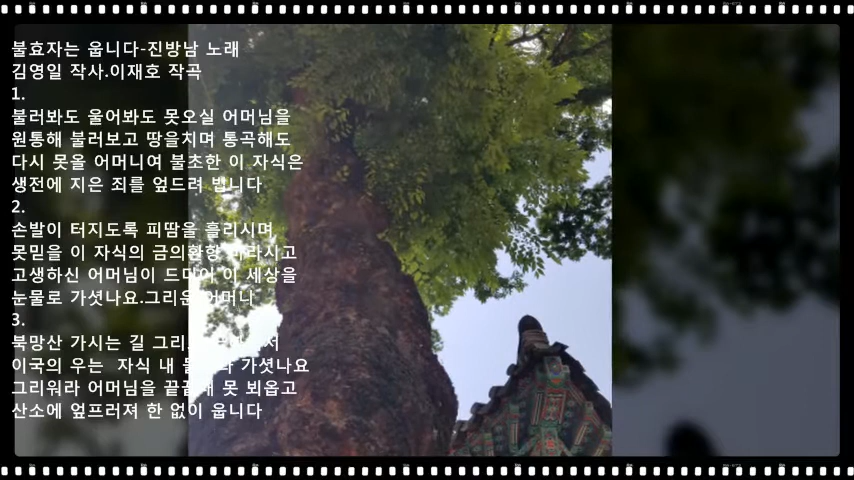 불효자는 웁니다-진방남 노래
김영일 작사.이재호 작곡
1.
불러봐도 울어봐도 못오실 어머님을
원통해 불러보고 땅을치며 통곡해도
다시 못올 어머니여 불초한 이 자식은
생전에 지은 죄를 엎드려 빕니다
2.
손발이 터지도록 피땀을 흘리시며
못믿을 이 자식의 금의환향 바라시고
고생하신 어머님이 드디어 이 세상을
눈물로 가셧나요.그리운 어머니
3.
북망산 가시는 길
이국의 우는 자식 내 가셧나요
그리워라 어머님을 끝끝내 못 뵈옵고
산소에 엎프러져 한 없이 웁니다